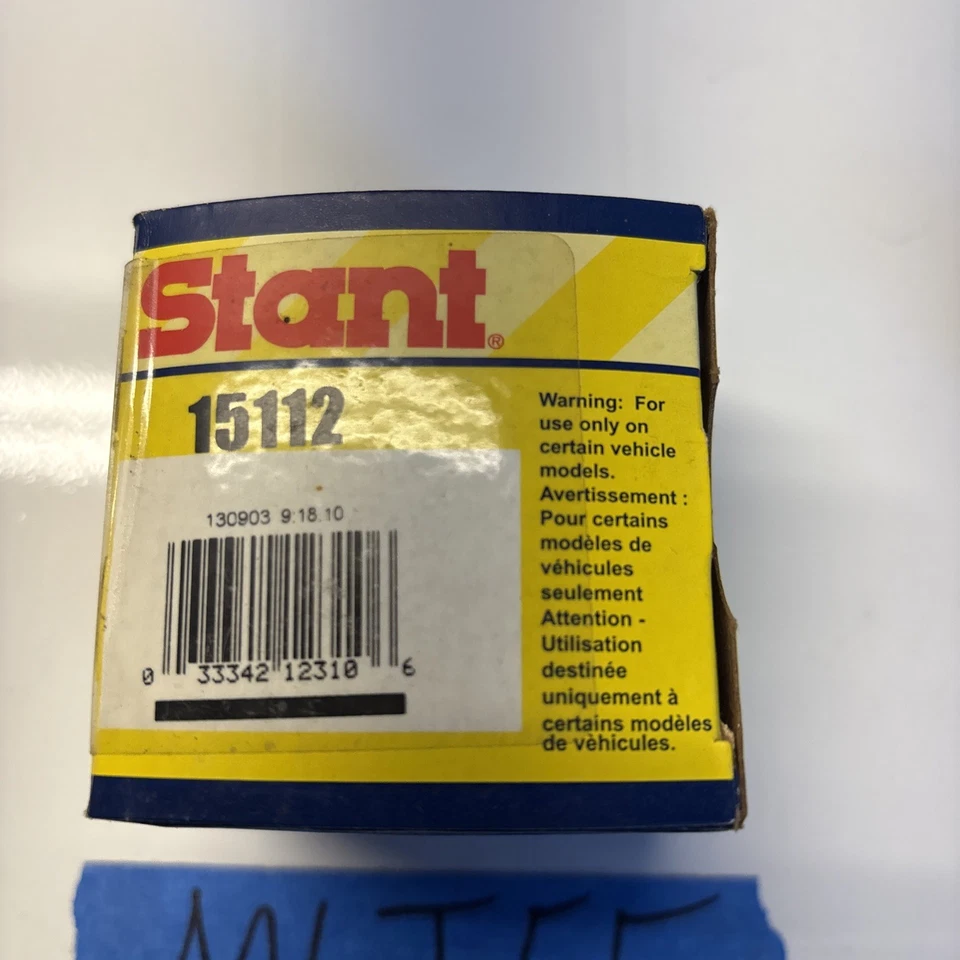 Stant®
15112
130903 9.18.10
0 33342 12310 6
Warning: For
use only on
certain vehicle
models.
Avertissement :
Pour certains
modèles de
véhicules
seulement
Attention -
Utilisation
destinée
uniquement à
certains modèles
de vèhicules.